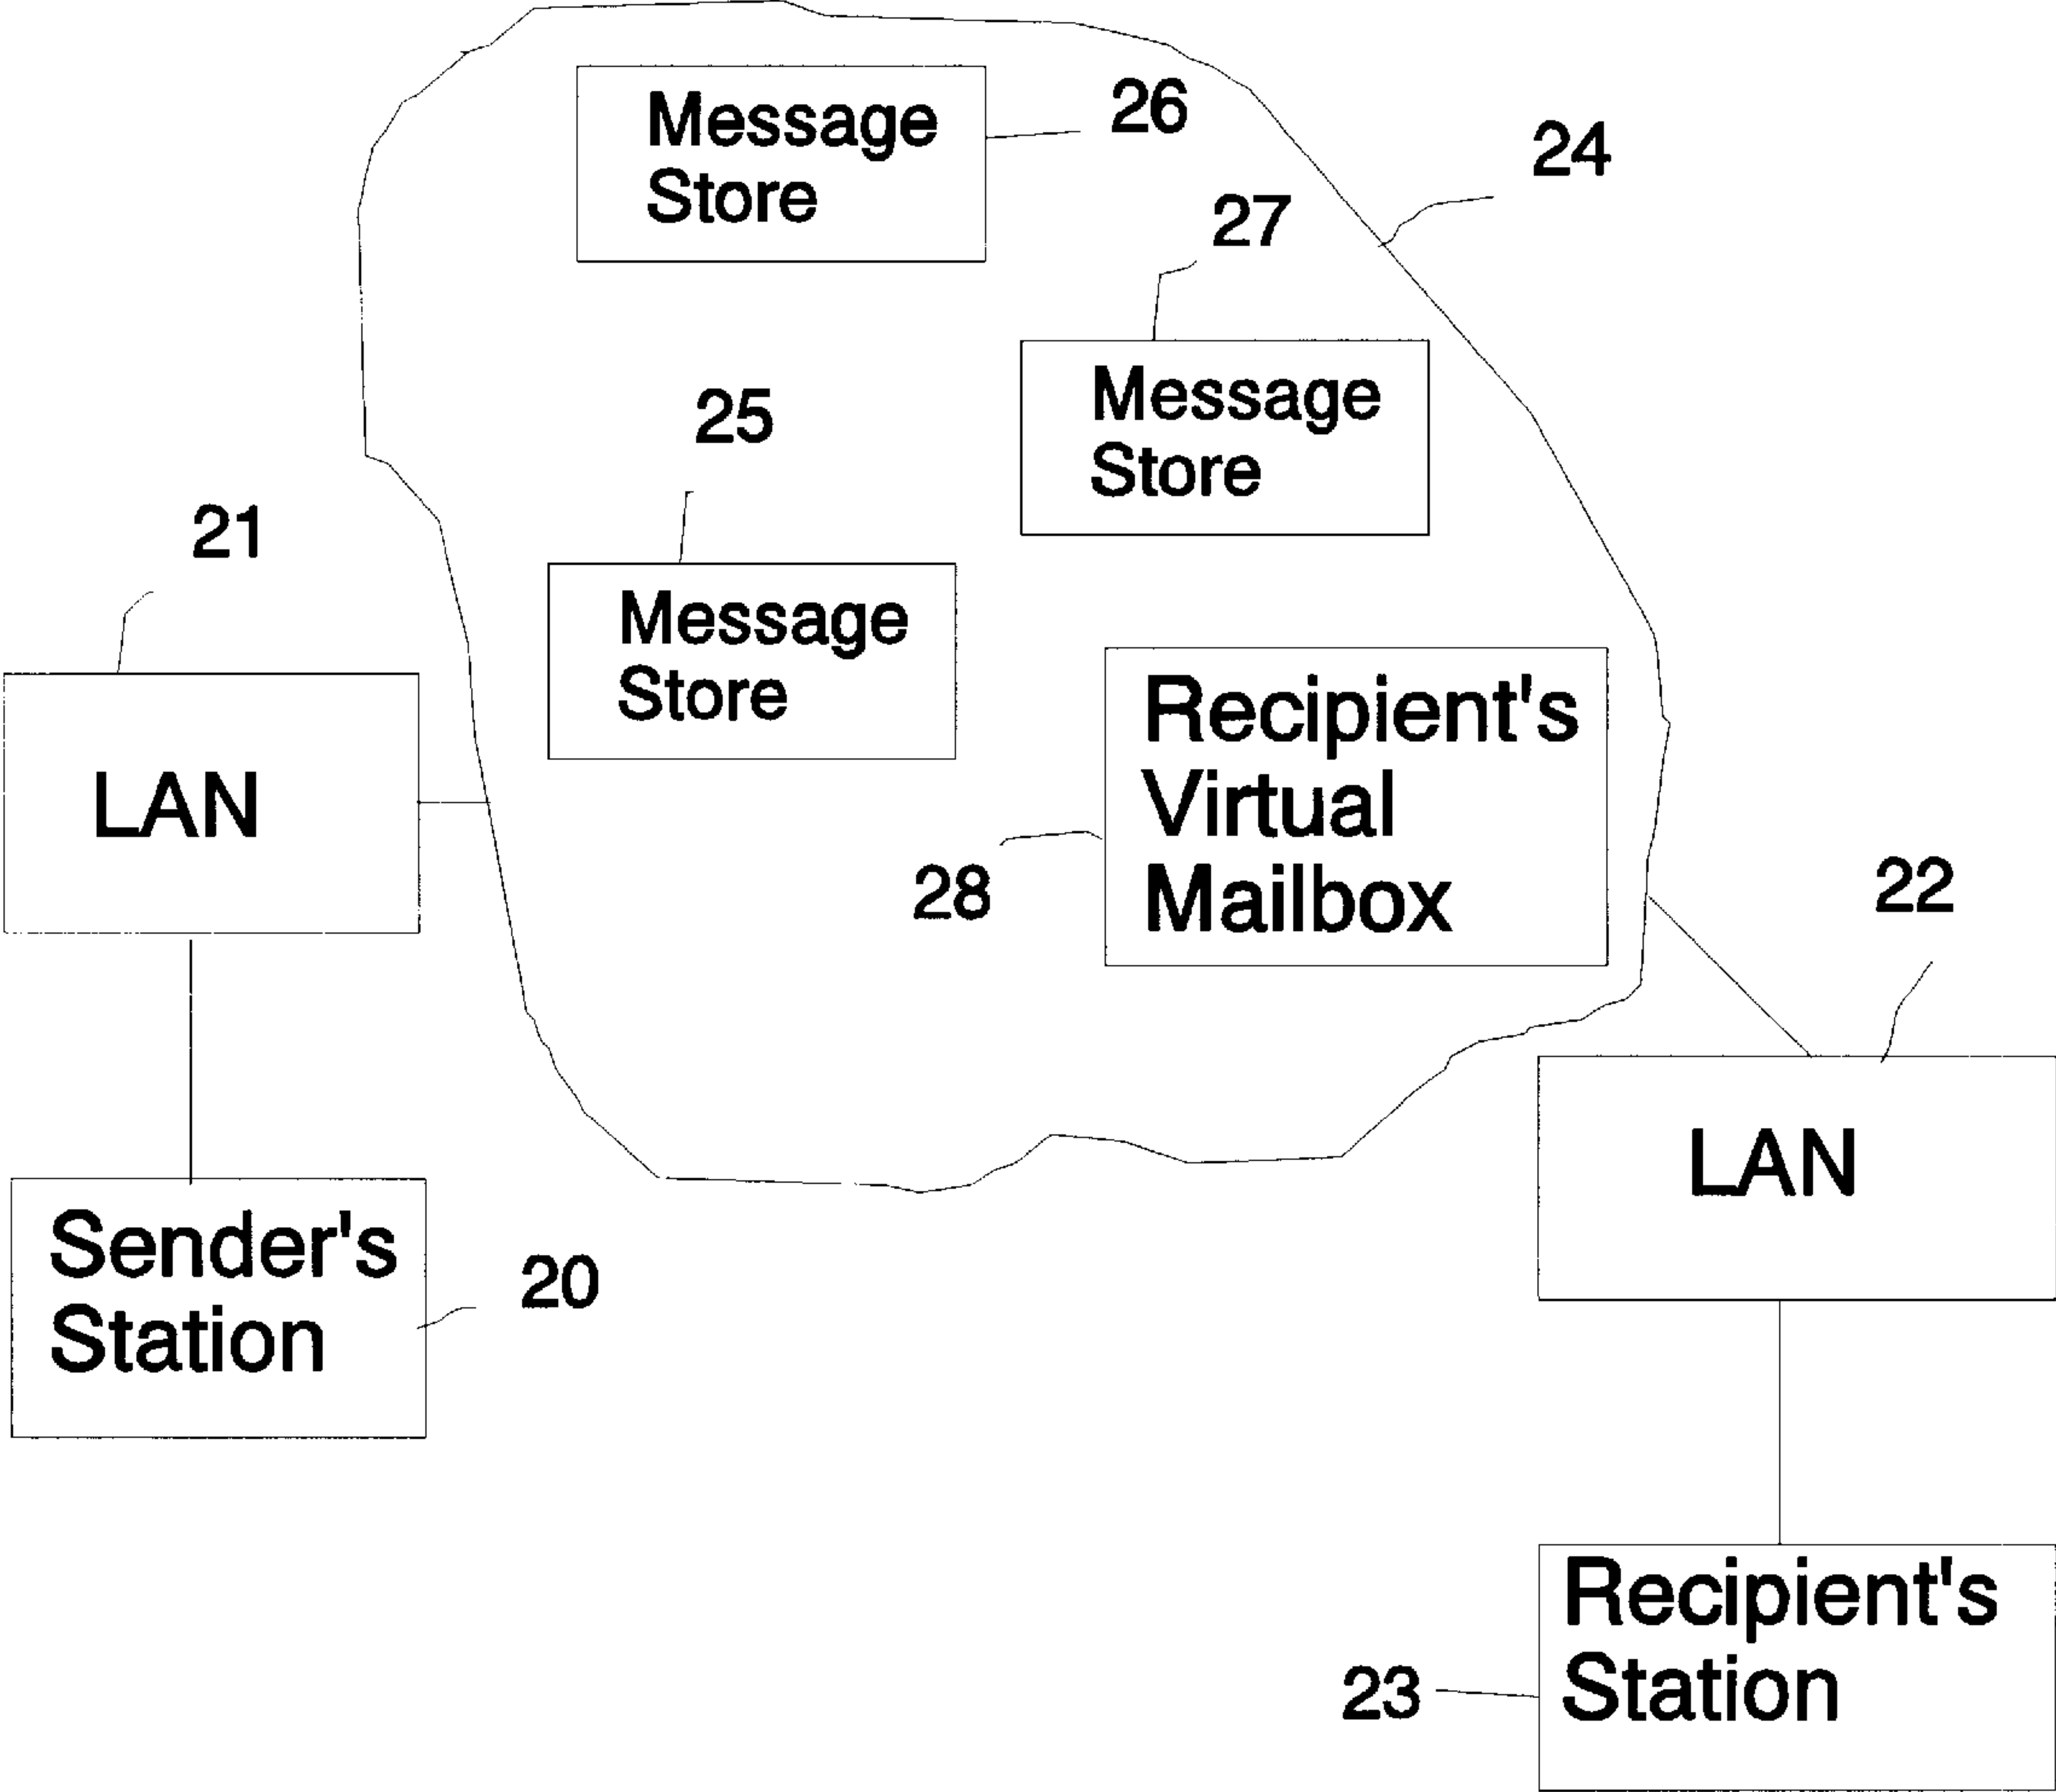 Message
Store
26
24
27
Message
Store
25
21
Message
Store
Recipient's
Virtual
Mailbox
LAN
28
22
LAN
Sender's
Station
20
Recipient's
Station
23